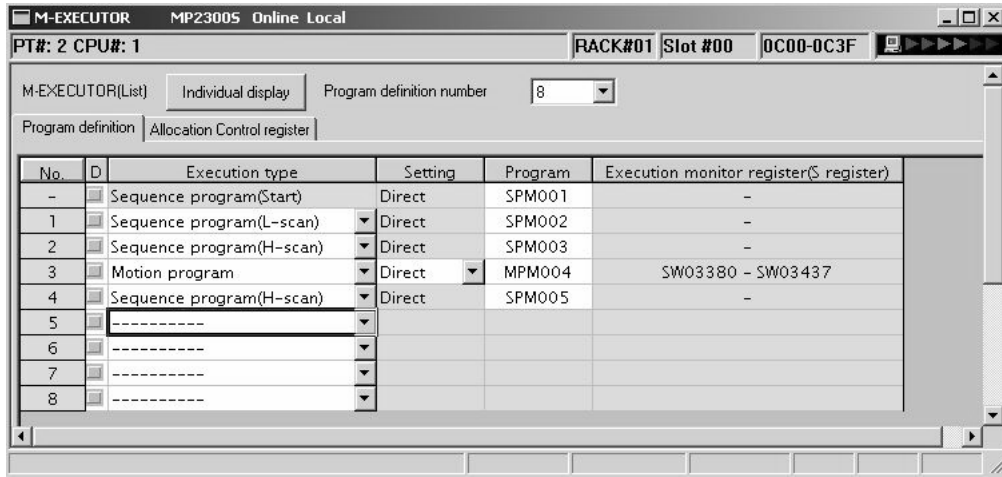 M-EXECUTOR MP2300S Online Local
PT#: 2 CPU#: 1 RACK#01 Slot #00 0C00-0C3F
M-EXECUTOR(List) Individual display Program definition number 8
Program definition Allocation Control register
No. D Execution type Setting Program Execution monitor register(S register)
- Sequence program(Start) Direct SPM001 -
1 Sequence program(L-scan) Direct SPM002 -
2 Sequence program(H-scan) Direct SPM003 -
3 Motion program Direct MPM004 SW03380 - SW03437
4 Sequence program(H-scan) Direct SPM005 -
5 ----------
6 ----------
7 ----------
8 ----------